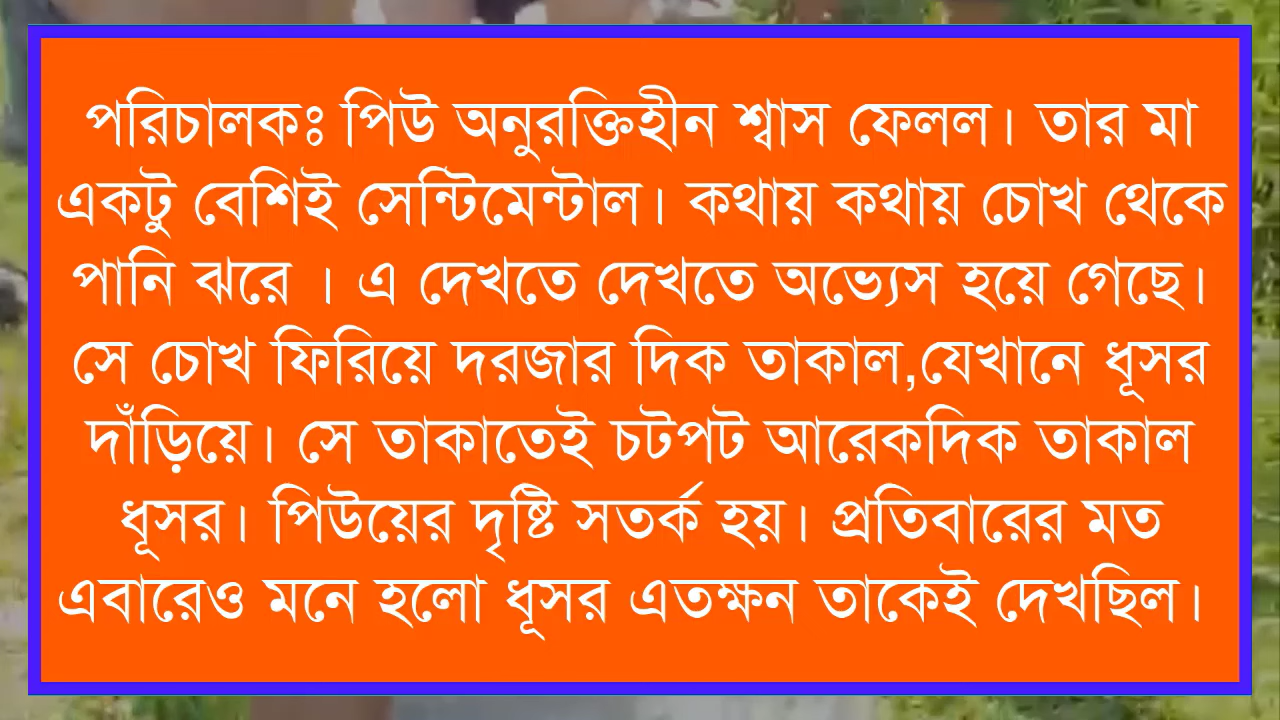 পরিচালকঃ পিউ অনুরক্তিহীন শ্বাস ফেলল। তার মা
একটু বেশিই সেন্টিমেন্টাল। কথায় কথায় চোখ থেকে
পানি ঝরে । এ দেখতে দেখতে অভ্যেস হয়ে গেছে।
সে চোখ ফিরিয়ে দরজার দিক তাকাল,যেখানে ধূসর
দাঁড়িয়ে। সে তাকাতেই চটপট আরেকদিক তাকাল
ধূসর। পিউয়ের দৃষ্টি সতর্ক হয়। প্রতিবারের মত
এবারেও মনে হলো ধূসর এতক্ষন তাকেই দেখছিল।